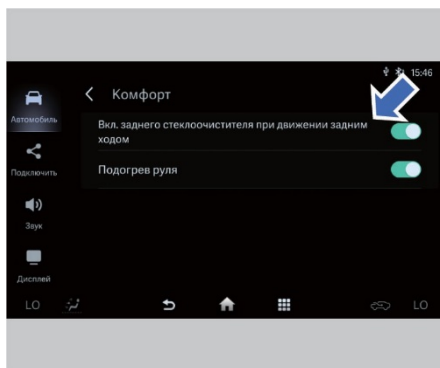 15:46
Комфорт
Автомобиль
Вкл. заднего стеклоочистителя при движении задним
ходом
Подключить
Подогрев руля
Звук
Дисплей
LO
LO